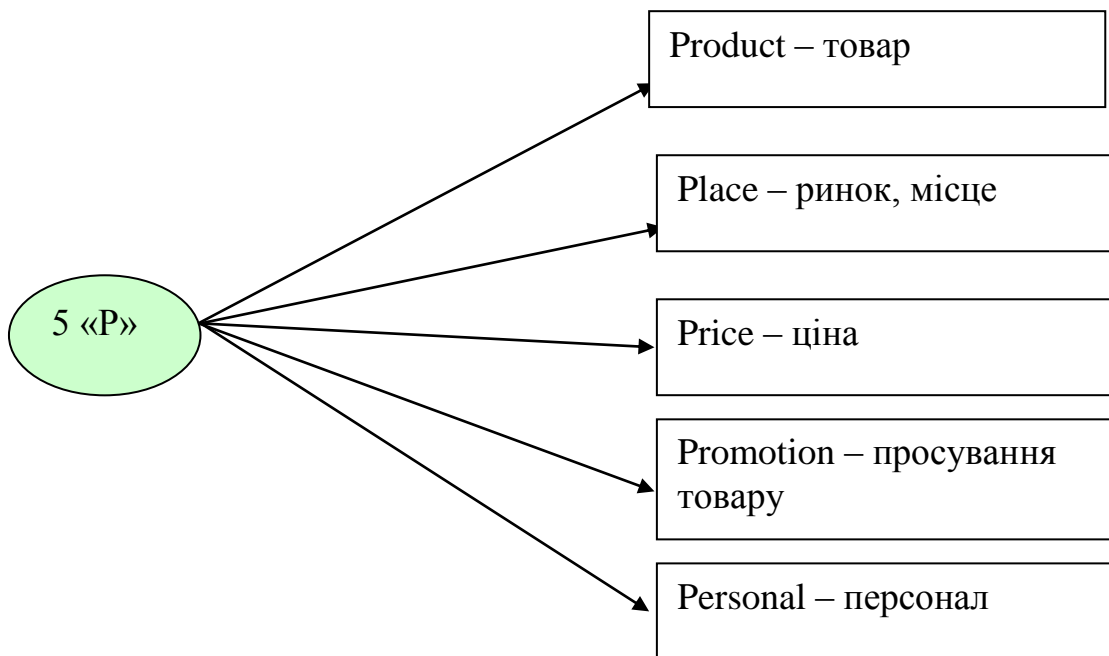 Product – товар
Place – ринок, місце
5 «Р»
Price – ціна
Promotion – просування
товару
Personal – персонал